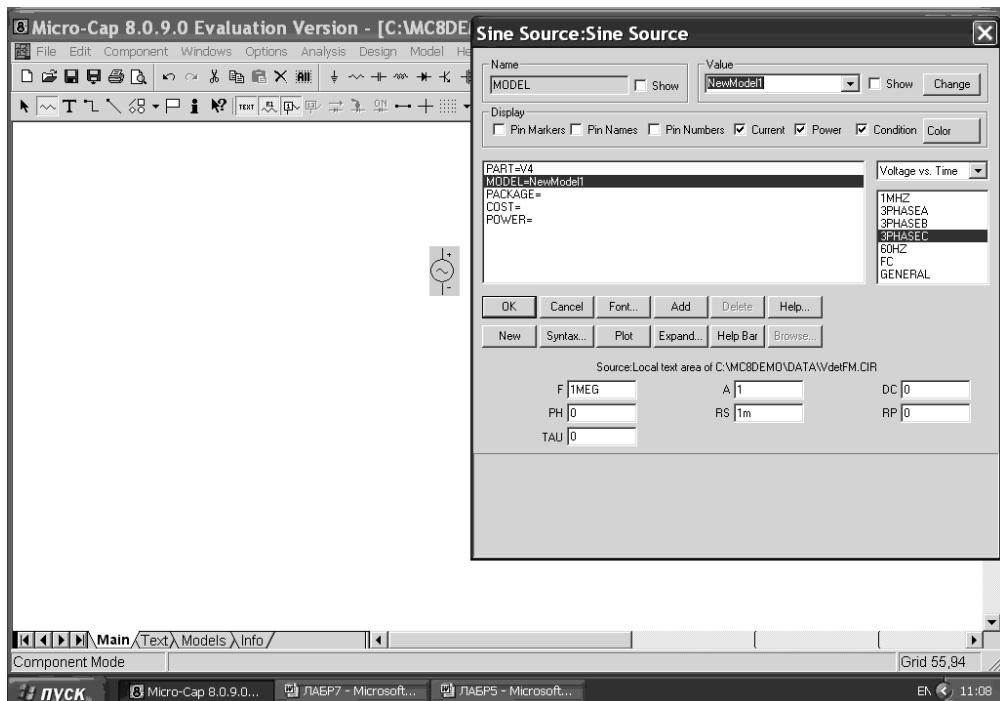 Micro-Cap 8.0.9.0 Evaluation Version - [C:\MC8DE
File Edit Component Windows Options Analysis Design Model He
Sine Source:Sine Source
Name
MODEL
Show
Value
NewModel1
Show
Change
Display
Pin Markers Pin Names Pin Numbers Current Power Condition Color
PART=V4
MODEL=NewModel1
PACKAGE=
COST=
POWER=
Voltage vs. Time
1MHZ
3PHASEA
3PHASEB
3PHASEC
60HZ
FC
GENERAL
OK Cancel Font... Add Delete Help...
New Syntax... Plot Expand... Help Bar Browse...
Source:Local text area of C:\MC8DEMO\DATA\VdetFM.CIR
F 1MEG A 1 DC 0
PH 0 RS 1m RP 0
TAU 0
Main Text Models Info
Component Mode
Grid 55,94
пуск
Micro-Cap 8.0.9.0...
ЛАБР7 - Microsoft...
ЛАБР5 - Microsoft...
EN
11:08